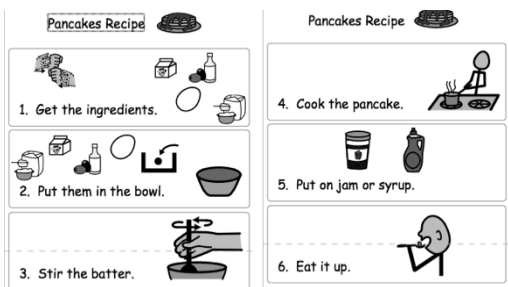 Pancakes Recipe
1. Get the ingredients.
2. Put them in the bowl.
3. Stir the batter.
Pancakes Recipe
4. Cook the pancake.
5. Put on jam or syrup.
6. Eat it up.